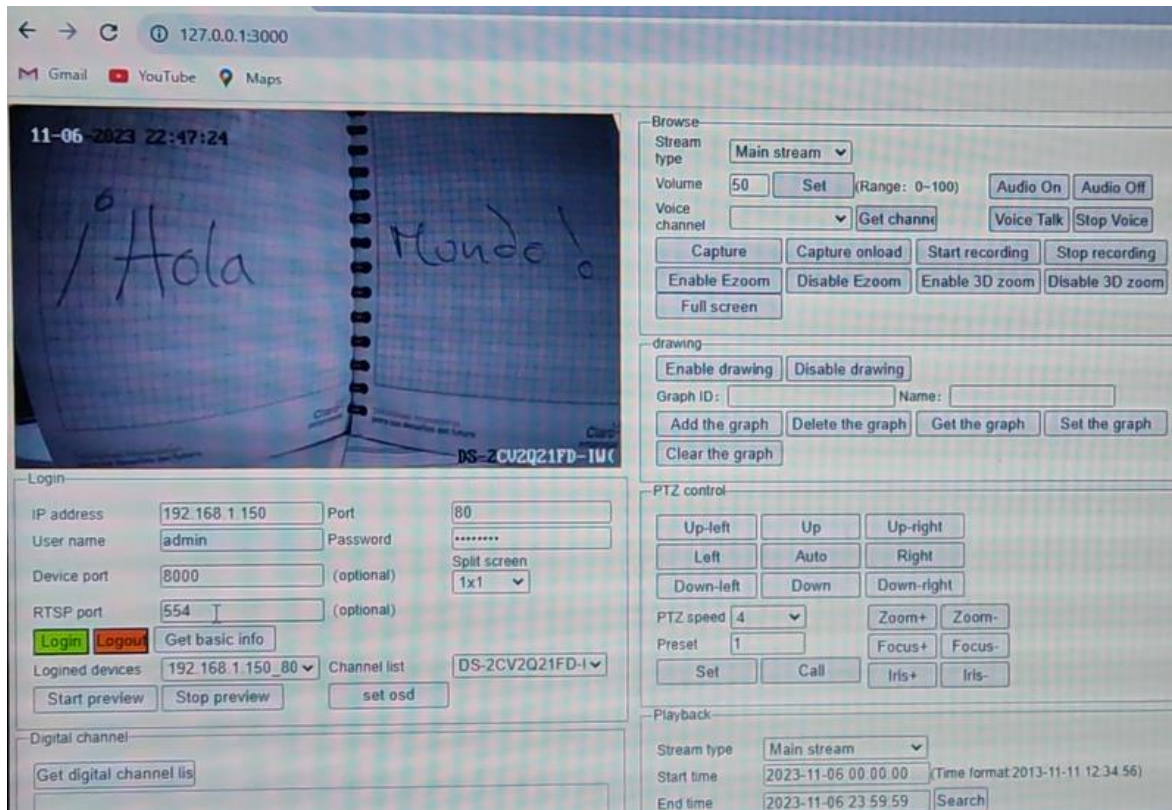 127.0.0.1:3000
Gmail YouTube Maps
11-06-2023 22:47:24
¡Hola Mundo!
Claro
para los desafíos del futuro
Claro
DS-2CV2Q21FD-IW(
Login
IP address 192.168.1.150 Port 80
User name admin Password ••••••••
Device port 8000 (optional) Split screen 1x1
RTSP port 554 (optional)
Login Logout Get basic info
Logined devices 192.168.1.150_80 Channel list DS-2CV2Q21FD-I
Start preview Stop preview set osd
Digital channel
Get digital channel lis
Browse
Stream type Main stream
Volume 50 Set (Range: 0~100) Audio On Audio Off
Voice channel Get channe Voice Talk Stop Voice
Capture Capture onload Start recording Stop recording
Enable Ezoom Disable Ezoom Enable 3D zoom Disable 3D zoom
Full screen
drawing
Enable drawing Disable drawing
Graph ID: Name:
Add the graph Delete the graph Get the graph Set the graph
Clear the graph
PTZ control
Up-left Up Up-right
Left Auto Right
Down-left Down Down-right
PTZ speed 4 Zoom+ Zoom-
Preset 1 Focus+ Focus-
Set Call Iris+ Iris-
Playback
Stream type Main stream
Start time 2023-11-06 00:00:00 (Time format:2013-11-11 12:34:56)
End time 2023-11-06 23:59:59 Search